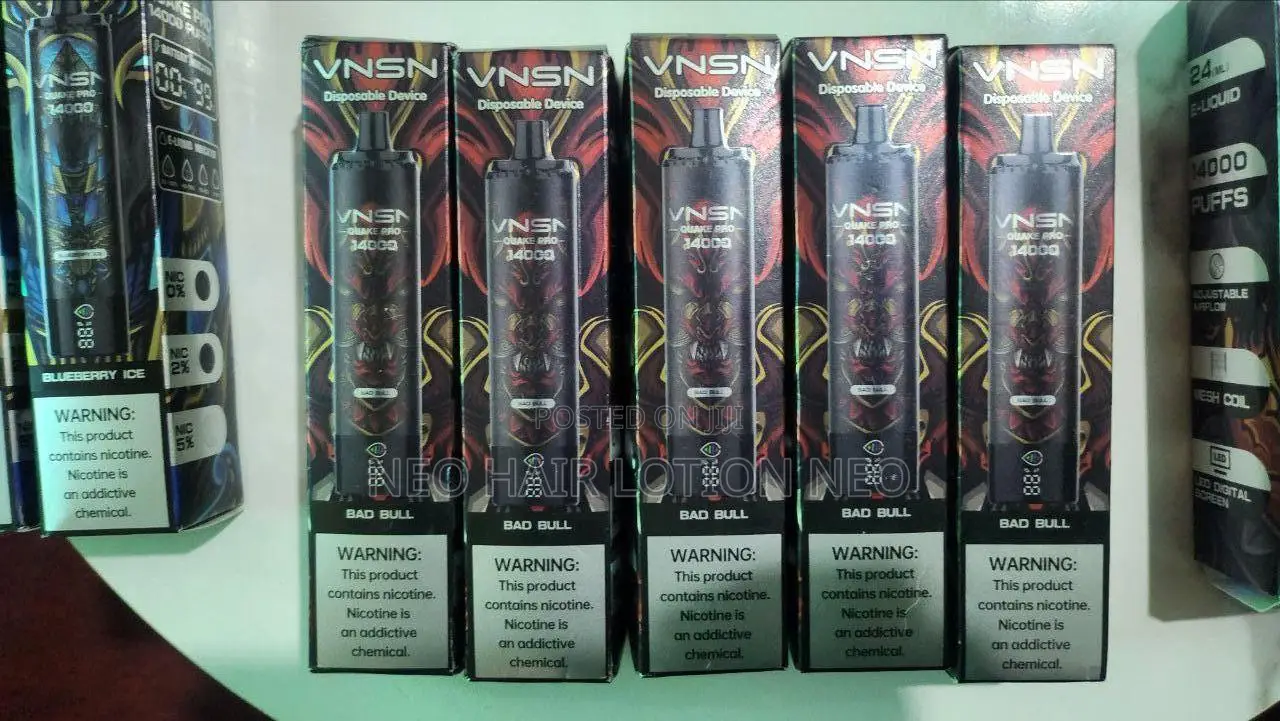 QUAKE PRO
14000 PUFFS
VNSN
QUAKE PRO
14000
E-LIQUID
NIC
0%
NIC
2%
NIC
5%
BLUEBERRY ICE
WARNING:
This product
contains nicotine.
Nicotine is
an addictive
chemical.
VNSN
Disposable Device
VNSN
QUAKE PRO
14000
BAD BULL
BAD BULL
WARNING:
This product
contains nicotine.
Nicotine is
an addictive
chemical.
VNSN
Disposable Device
VNSN
QUAKE PRO
14000
BAD BULL
BAD BULL
WARNING:
This product
contains nicotine.
Nicotine is
an addictive
chemical.
VNSN
Disposable Device
VNSN
QUAKE PRO
14000
BAD BULL
BAD BULL
WARNING:
This product
contains nicotine.
Nicotine is
an addictive
chemical.
VNSN
Disposable Device
VNSN
QUAKE PRO
14000
BAD BULL
BAD BULL
WARNING:
This product
contains nicotine.
Nicotine is
an addictive
chemical.
VNSN
Disposable Device
VNSN
QUAKE PRO
14000
BAD BULL
BAD BULL
WARNING:
This product
contains nicotine.
Nicotine is
an addictive
chemical.
24(ML)
E-LIQUID
14000
PUFFS
ADJUSTABLE
AIRFLOW
MESH COIL
LED
LED DIGITAL
SCREEN
POSTED ON JIJI
NEO HAIR LOTION NEO